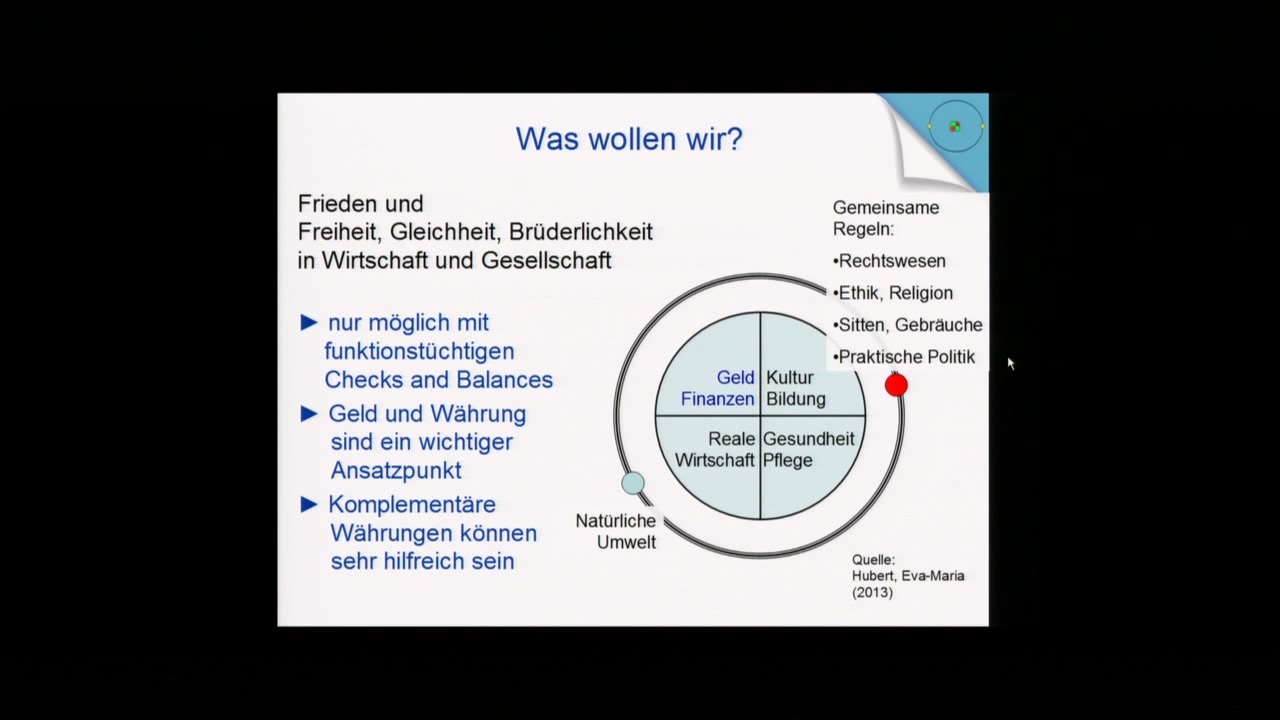 Was wollen wir?
Frieden und
Freiheit, Gleichheit, Brüderlichkeit
in Wirtschaft und Gesellschaft
► nur möglich mit
funktionstüchtigen
Checks and Balances
► Geld und Währung
sind ein wichtiger
Ansatzpunkt
► Komplementäre
Währungen können
sehr hilfreich sein
Gemeinsame
Regeln:
•Rechtswesen
•Ethik, Religion
•Sitten, Gebräuche
•Praktische Politik
Geld
Finanzen
Kultur
Bildung
Reale
Wirtschaft
Gesundheit
Pflege
Natürliche
Umwelt
Quelle:
Hubert, Eva-Maria
(2013)